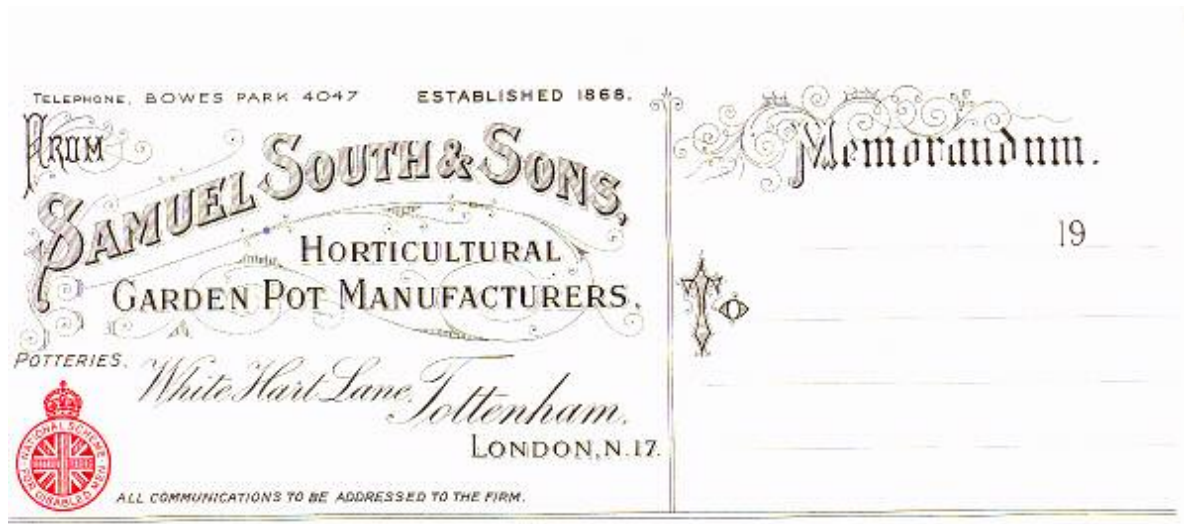 TELEPHONE, BOWES PARK 4047 ESTABLISHED 1868.
FROM
SAMUEL SOUTH & SONS,
HORTICULTURAL
GARDEN POT MANUFACTURERS.
POTTERIES.
White Hart Lane, Tottenham.
LONDON, N.17.
NATIONAL SCHEME
FOR DISABLED MEN
ALL COMMUNICATIONS TO BE ADDRESSED TO THE FIRM.
Memorandum.
19
To